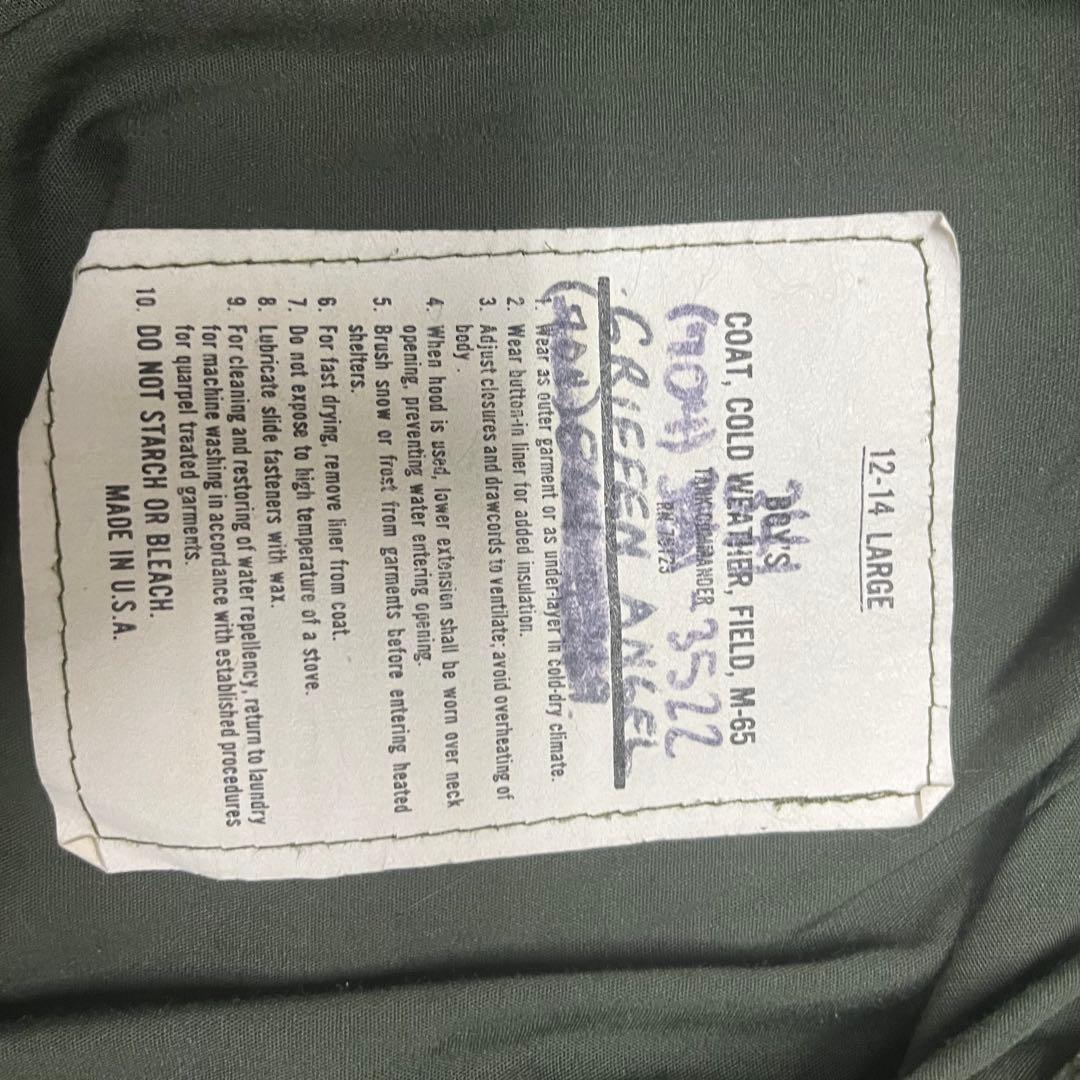 12-14 LARGE
BOY'S
COAT, COLD WEATHER, FIELD, M-65
TANKCOMMANDER
3522
GRIFFEN ANGEL
1. Wear as outer garment or as under-layer in cold-dry climate.
2. Wear button-in liner for added insulation.
3. Adjust closures and drawcords to ventilate; avoid overheating of
body.
4. When hood is used, lower extension shall be worn over neck
opening, preventing water entering opening.
5. Brush snow or frost from garments before entering heated
shelters.
6. For fast drying, remove liner from coat.
7. Do not expose to high temperature of a stove.
8. Lubricate slide fasteners with wax.
9. For cleaning and restoring of water repellency, return to laundry
for machine washing in accordance with established procedures
for quarpel treated garments.
10. DO NOT STARCH OR BLEACH.
MADE IN U.S.A.